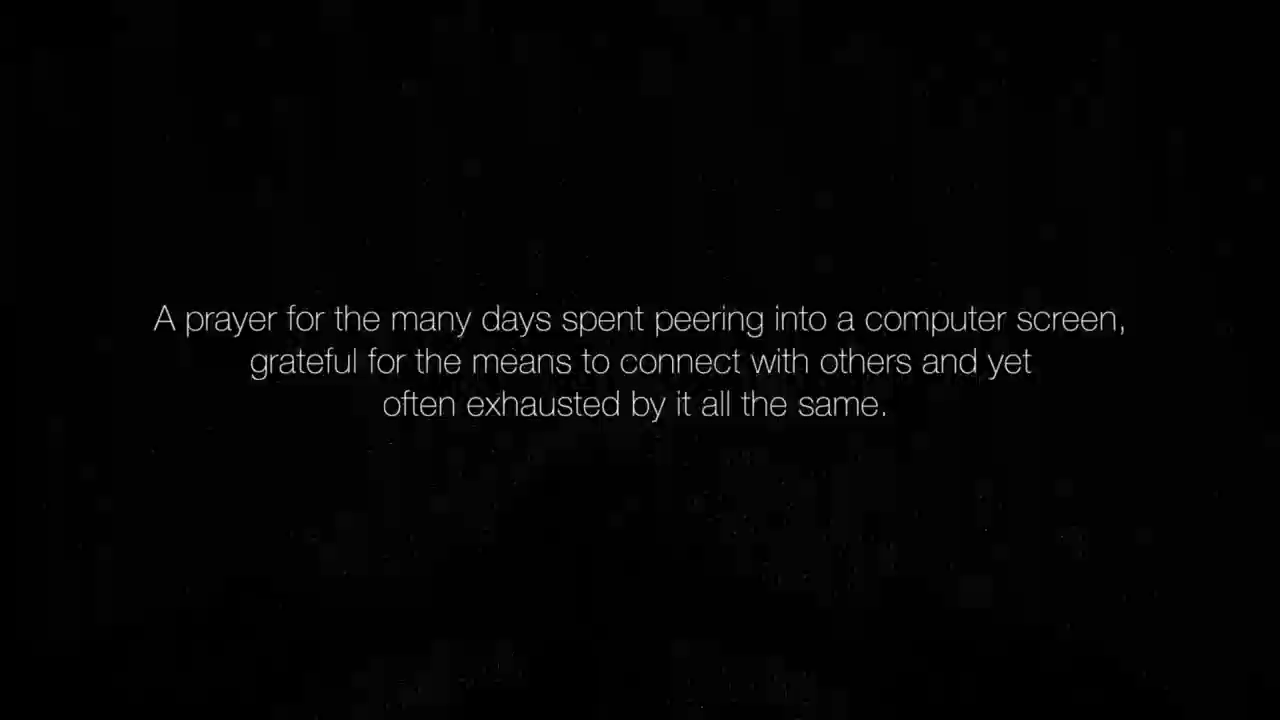 A prayer for the many days spent peering into a computer screen,
grateful for the means to connect with others and yet
often exhausted by it all the same.